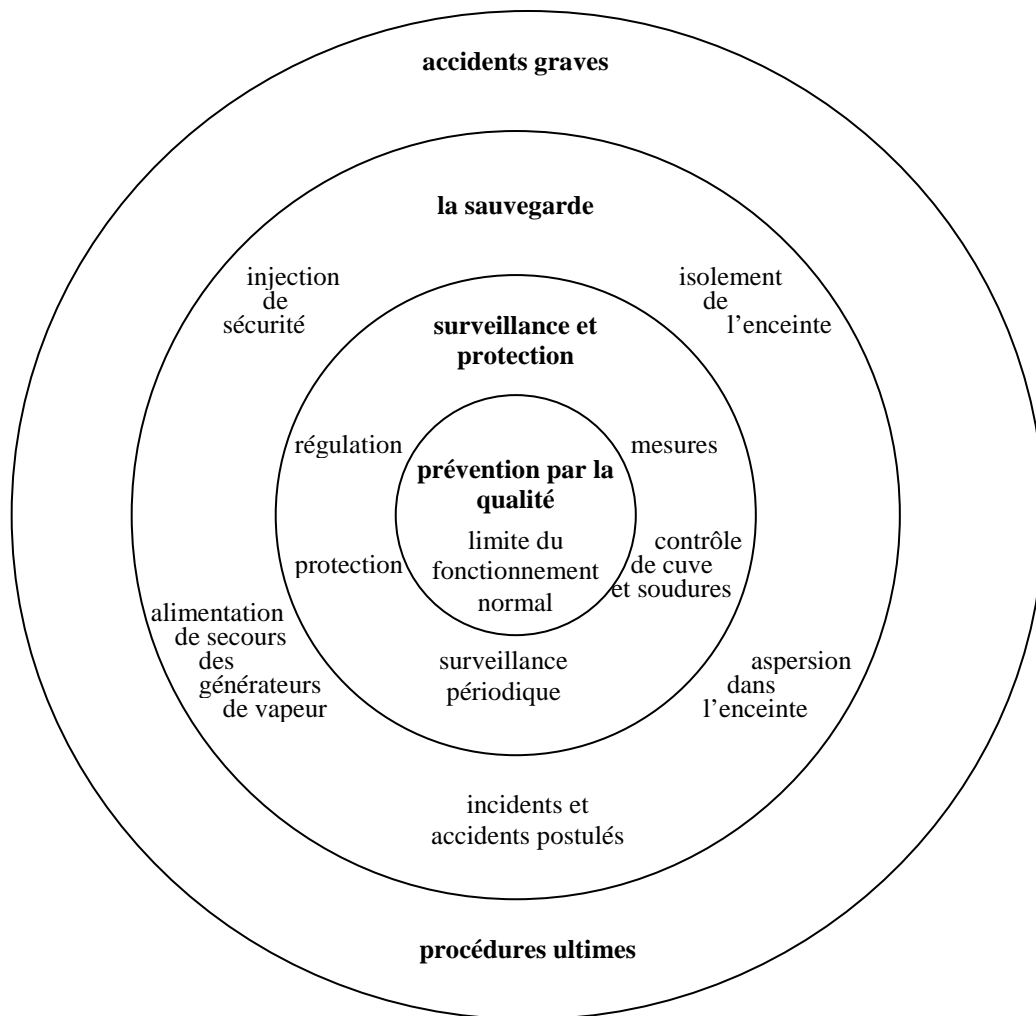 accidents graves
la sauvegarde
injection
de
sécurité
isolement
de
l’enceinte
surveillance et
protection
régulation
mesures
prévention par la
qualité
limite du
fonctionnement
normal
protection
contrôle
de cuve
et soudures
alimentation
de secours
des
générateurs
de vapeur
surveillance
périodique
aspersion
dans
l’enceinte
incidents et
accidents postulés
procédures ultimes